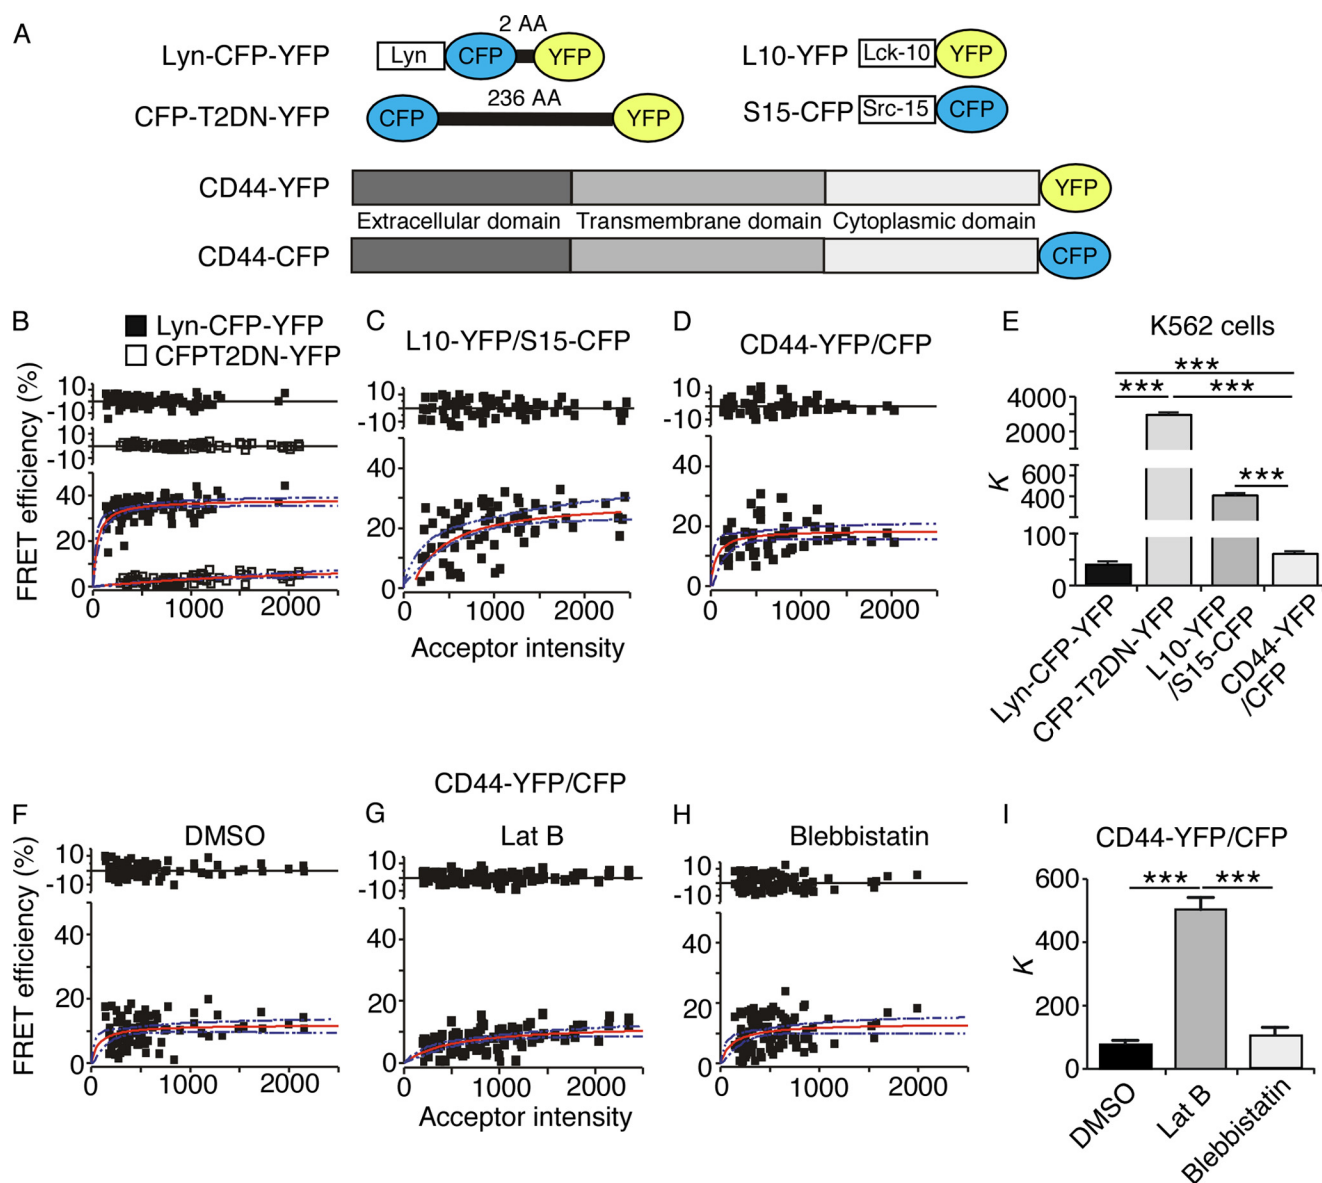 A
Lyn-CFP-YFP
Lyn
CFP
2 AA
YFP
L10-YFP
Lck-10
YFP
CFP-T2DN-YFP
CFP
236 AA
YFP
S15-CFP
Src-15
CFP
CD44-YFP
YFP
Extracellular domain
Transmembrane domain
Cytoplasmic domain
CD44-CFP
CFP
B
Lyn-CFP-YFP
CFPT2DN-YFP
FRET efficiency (%)
10
-10
10
-10
40
20
0
0
1000
2000
C
L10-YFP/S15-CFP
10
-10
40
20
0
0
1000
2000
Acceptor intensity
D
CD44-YFP/CFP
10
-10
40
20
0
0
1000
2000
E
K562 cells
***
***
***
***
K
4000
2000
600
400
100
0
Lyn-CFP-YFP
CFP-T2DN-YFP
L10-YFP
/S15-CFP
CD44-YFP
/CFP
CD44-YFP/CFP
F
DMSO
FRET efficiency (%)
10
-10
40
20
0
0
1000
2000
G
Lat B
10
-10
40
20
0
0
1000
2000
Acceptor intensity
H
Blebbistatin
10
-10
40
20
0
0
1000
2000
I
CD44-YFP/CFP
***
***
K
600
400
200
0
DMSO
Lat B
Blebbistatin